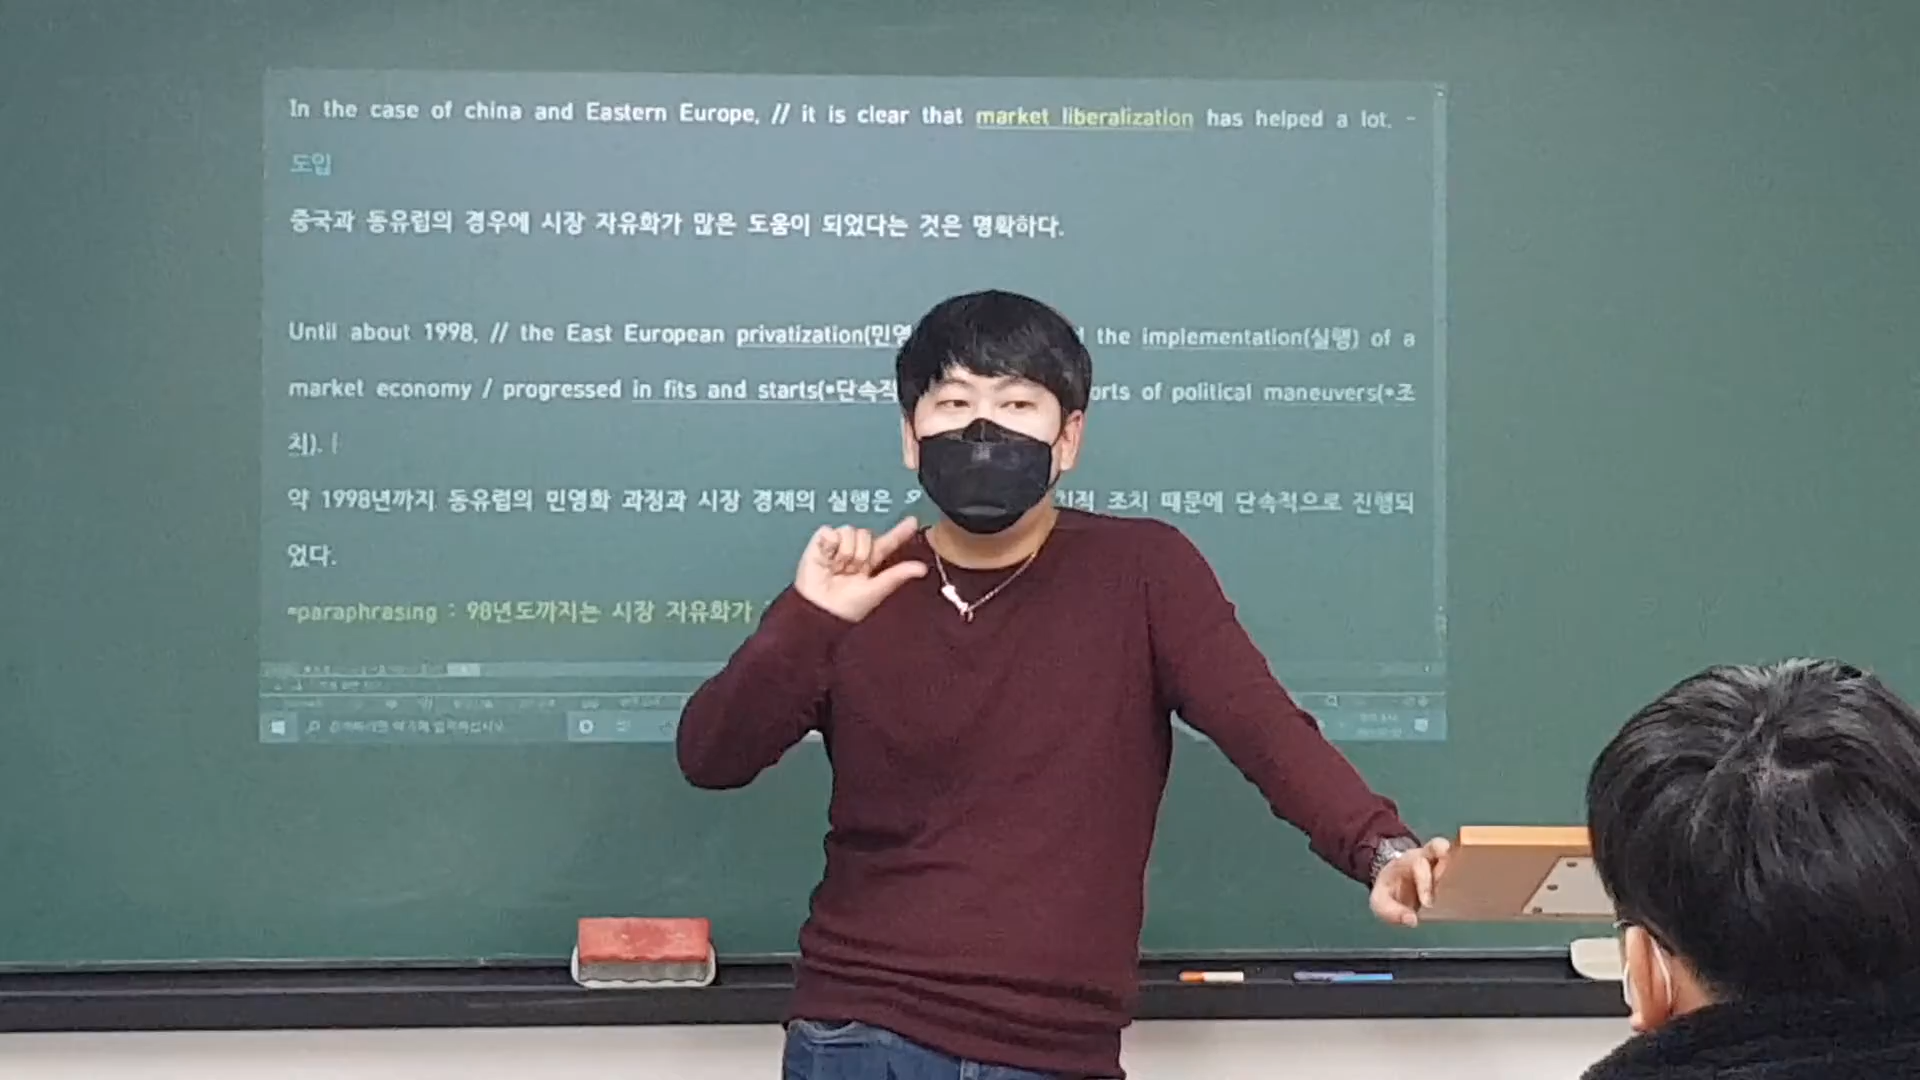 In the case of china and Eastern Europe, // it is clear that market liberalization has helped a lot. -
도입
중국과 동유럽의 경우에 시장 자유화가 많은 도움이 되었다는 것은 명확하다.
Until about 1998, // the East European privatization(민영 the implementation(실행) of a
market economy / progressed in fits and starts(*단속적 orts of political maneuvers(*조
치). |
약 1998년까지 동유럽의 민영화 과정과 시장 경제의 실행은 조치 때문에 단속적으로 진행되
었다.
*paraphrasing : 98년도까지는 시장 자유화가